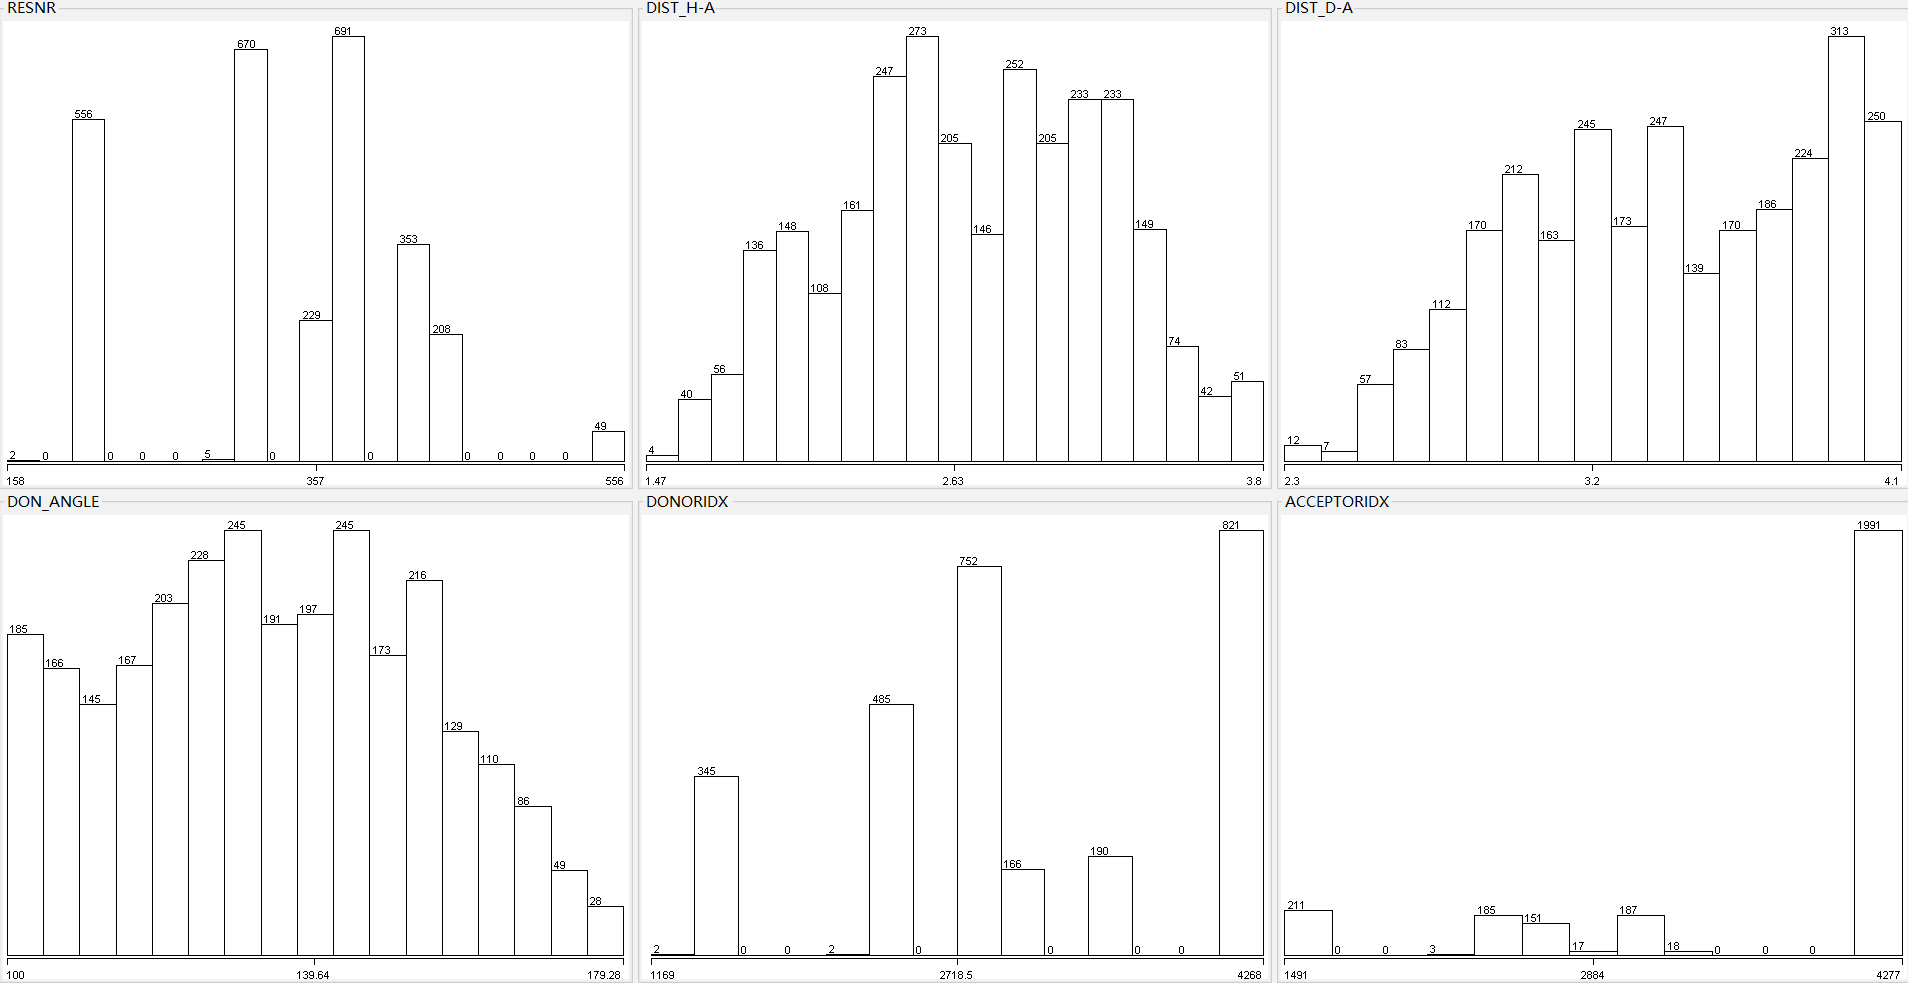 RESNR
2 0 556 0 0 0 5 670 0 229 691 0 353 208 0 0 0 0 49
158 357 556
DIST_H-A
4 40 56 136 148 108 161 247 273 205 146 252 205 233 233 149 74 42 51
1.47 2.63 3.8
DIST_D-A
12 7 57 83 112 170 212 163 245 173 247 139 170 186 224 313 250
2.3 3.2 4.1
DON_ANGLE
185 166 145 167 203 228 245 191 197 245 173 216 129 110 86 49 28
100 139.64 179.28
DONORIDX
2 345 0 0 2 485 0 752 166 0 190 0 0 821
1169 2718.5 4268
ACCEPTORIDX
211 0 0 3 185 151 17 187 18 0 0 0 1991
1491 2884 4277